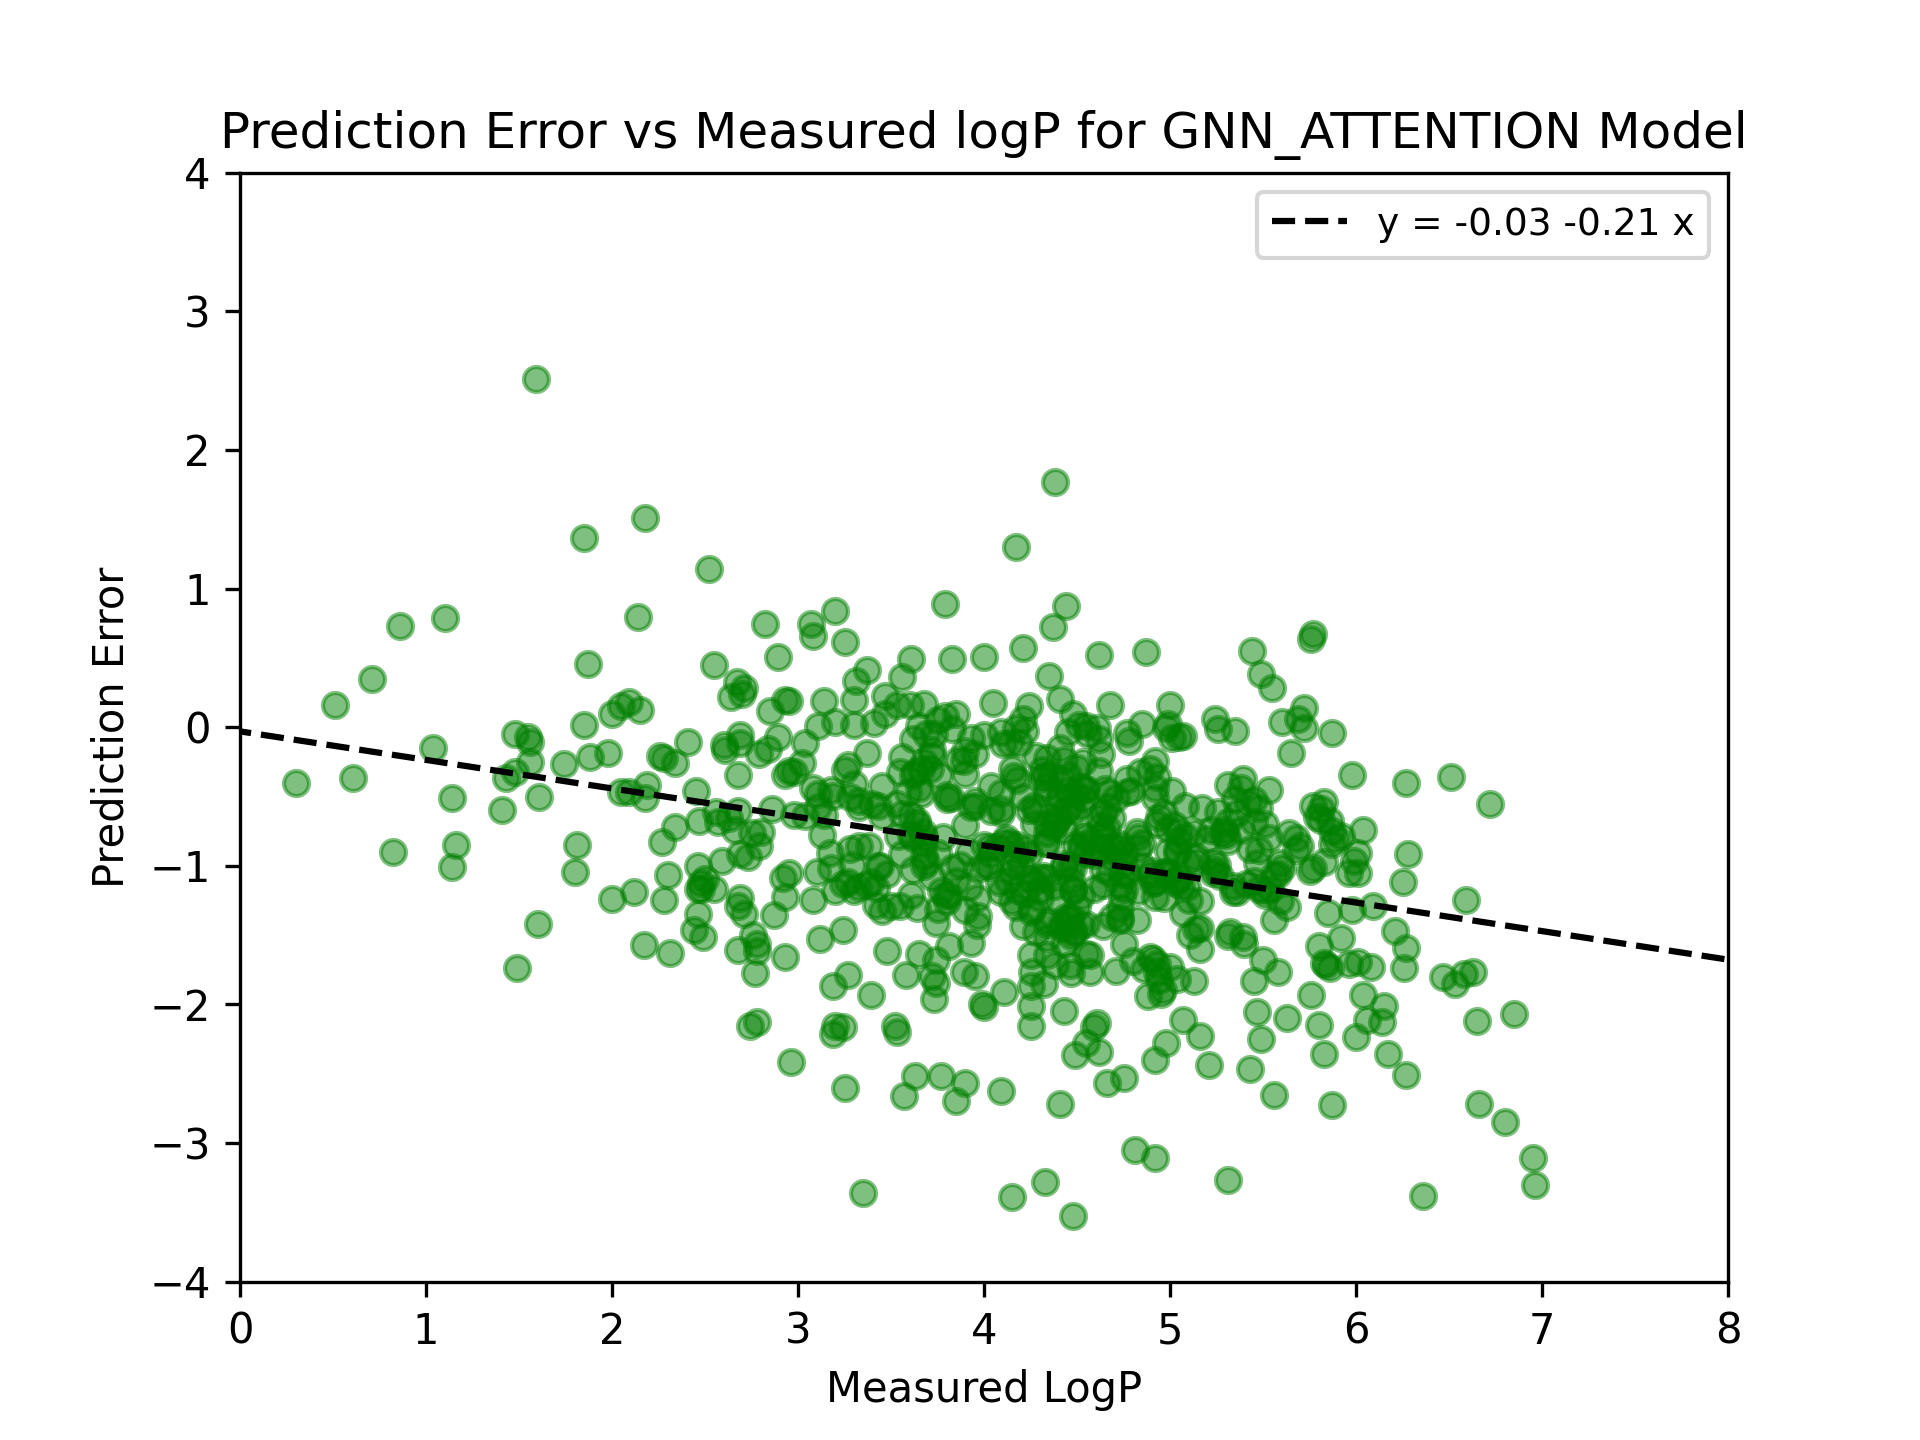 Prediction Error vs Measured logP for GNN_ATTENTION Model
y = -0.03 -0.21 x
4
3
2
1
0
−1
−2
−3
−4
Prediction Error
0 1 2 3 4 5 6 7 8
Measured LogP